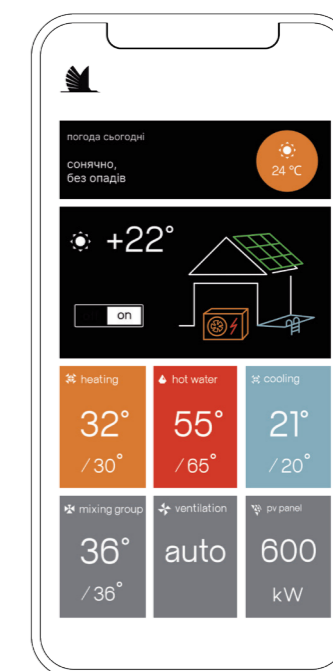 погода сьогодні
сонячно,
без опадів
24 °C
+22°
on
heating
32°
/30°
hot water
55°
/65°
cooling
21°
/20°
mixing group
36°
/36°
ventilation
auto
pv panel
600
kW